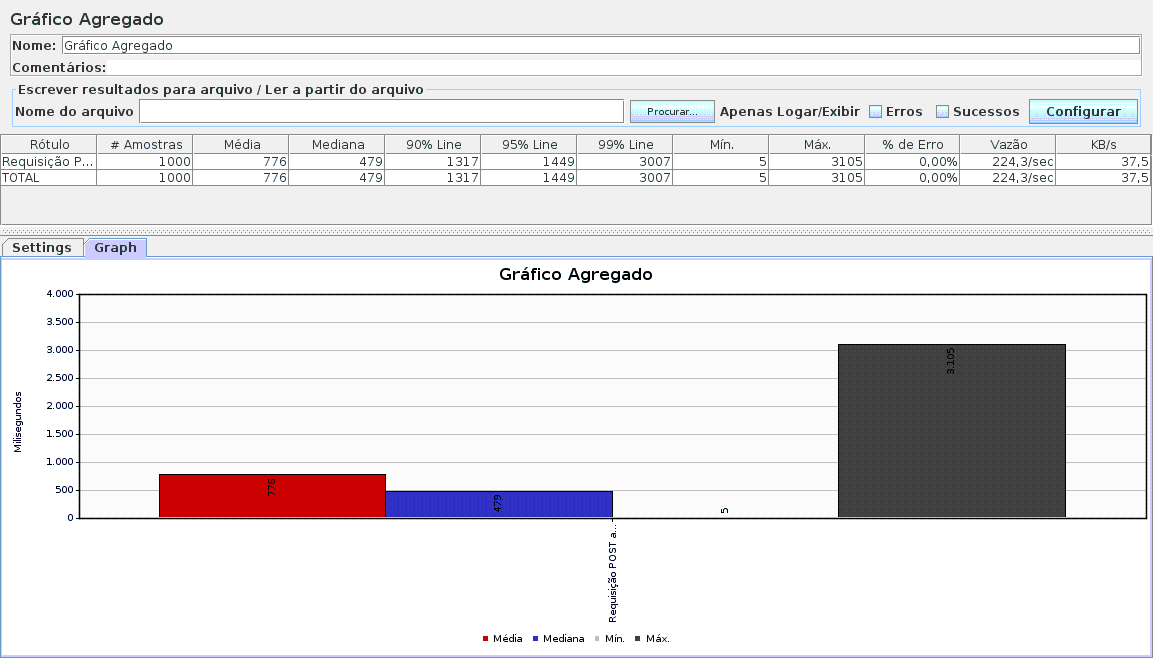 Gráfico Agregado
Nome: Gráfico Agregado
Comentários:
Escrever resultados para arquivo / Ler a partir do arquivo
Nome do arquivo Procurar... Apenas Logar/Exibir Erros Sucessos Configurar
Rótulo # Amostras Média Mediana 90% Line 95% Line 99% Line Mín. Máx. % de Erro Vazão KB/s
Requisição P... 1000 776 479 1317 1449 3007 5 3105 0,00% 224,3/sec 37,5
TOTAL 1000 776 479 1317 1449 3007 5 3105 0,00% 224,3/sec 37,5
Settings Graph
Gráfico Agregado
Milisegundos
4.000
3.500
3.000
2.500
2.000
1.500
1.000
500
0
776
479
5
3.105
Requisição POST a...
Média Mediana Mín. Máx.